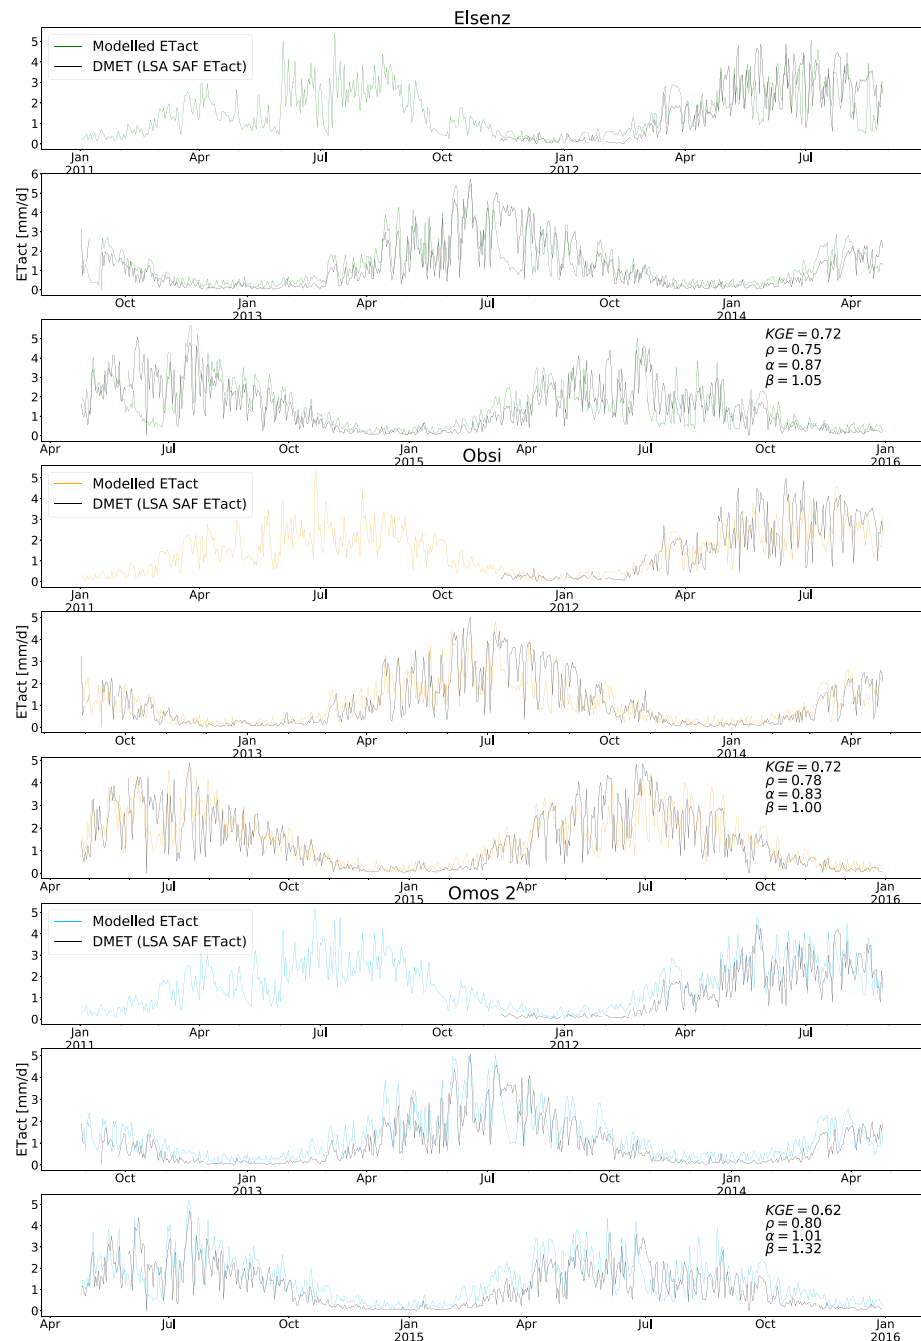 Elsenz
Modelled ETact
DMET (LSA SAF ETact)
5
4
3
2
1
0
Jan Apr Jul Oct Jan Apr Jul
2011 2012
ETact [mm/d]
6
5
4
3
2
1
0
Oct Jan Apr Jul Oct Jan Apr
2013 2014
KGE = 0.72
ρ = 0.75
α = 0.87
β = 1.05
5
4
3
2
1
0
Apr Jul Oct Jan Apr Jul Oct Jan
2015 2016
Obsi
Modelled ETact
DMET (LSA SAF ETact)
5
4
3
2
1
0
Jan Apr Jul Oct Jan Apr Jul
2011 2012
ETact [mm/d]
5
4
3
2
1
0
Oct Jan Apr Jul Oct Jan Apr
2013 2014
KGE = 0.72
ρ = 0.78
α = 0.83
β = 1.00
5
4
3
2
1
0
Apr Jul Oct Jan Apr Jul Oct Jan
2015 2016
Omos 2
Modelled ETact
DMET (LSA SAF ETact)
5
4
3
2
1
0
Jan Apr Jul Oct Jan Apr Jul
2011 2012
ETact [mm/d]
5
4
3
2
1
0
Oct Jan Apr Jul Oct Jan Apr
2013 2014
KGE = 0.62
ρ = 0.80
α = 1.01
β = 1.32
5
4
3
2
1
0
Apr Jul Oct Jan Apr Jul Oct Jan
2015 2016